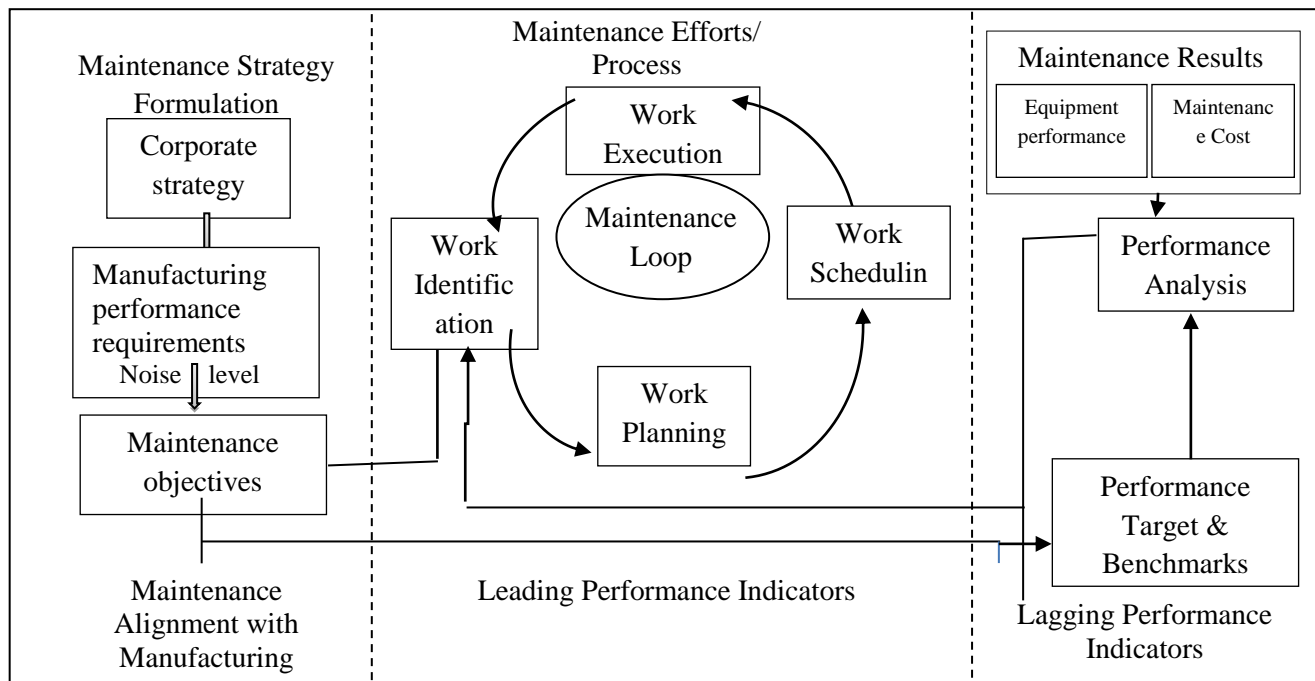 Maintenance Strategy
Formulation
Corporate
strategy
Manufacturing
performance
requirements
Noise level
Maintenance
objectives
Maintenance
Alignment with
Manufacturing
Maintenance Efforts/
Process
Work
Execution
Maintenance
Loop
Work
Identific
ation
Work
Schedulin
Work
Planning
Leading Performance Indicators
Maintenance Results
Equipment
performance
Maintenanc
e Cost
Performance
Analysis
Performance
Target &
Benchmarks
Lagging Performance
Indicators